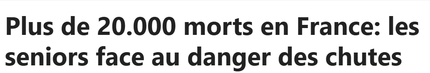 Plus de 20.000 morts en France: les
seniors face au danger des chutes